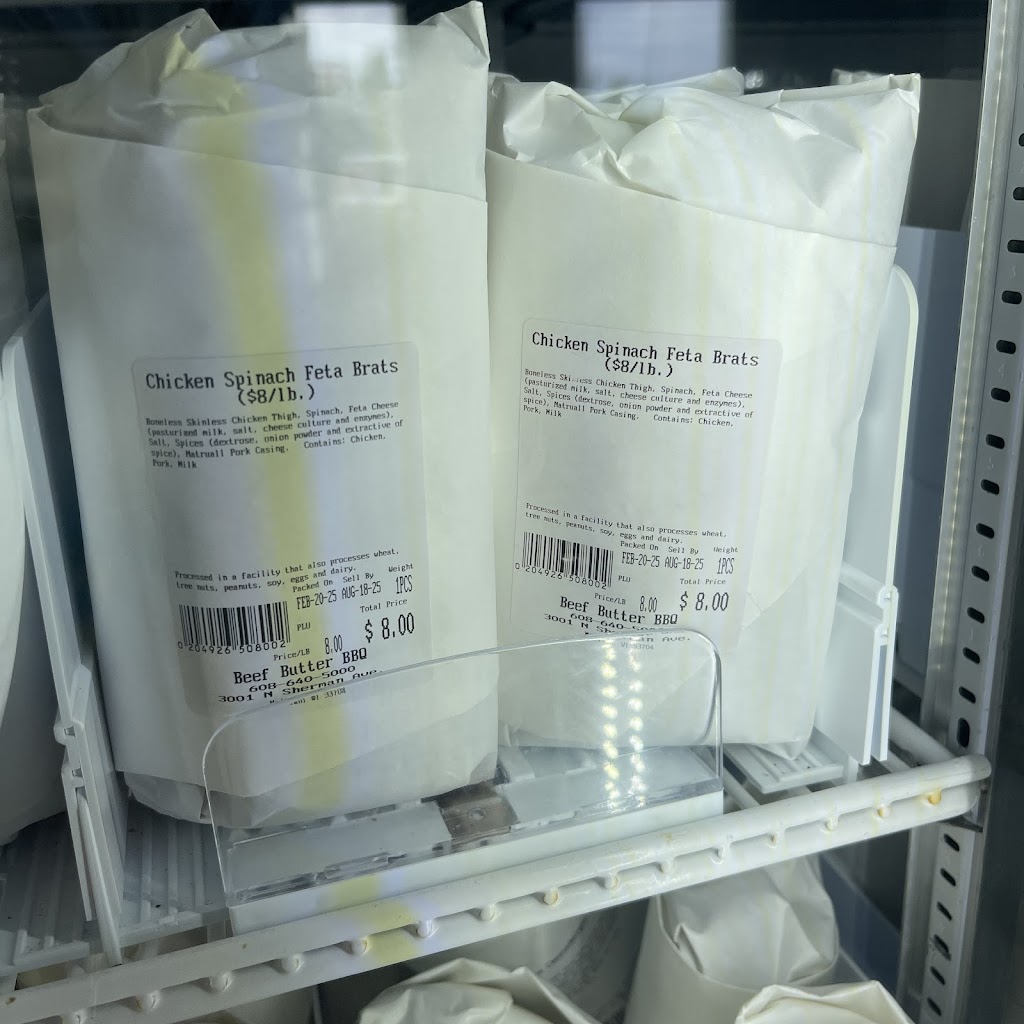 Chicken Spinach Feta Brats
($8/lb.)
Boneless Skinless Chicken Thigh, Spinach, Feta Cheese
(pasturized milk, salt, cheese culture and enzymes),
Salt, Spices (dextrose, onion powder and extractive of
spice), Matruall Pork Casing. Contains: Chicken,
Pork, Milk
Processed in a facility that also processes wheat,
tree nuts, peanuts, soy, eggs and dairy.
Packed On Sell By Weight
FEB-20-25 AUG-18-25 1PCS
PLU
Total Price
0 204926 508002
Price/LB 8.00 $ 8.00
Beef Butter BBQ
608-640-5000
3001 N Sherman Ave.
Chicken Spinach Feta Brats
($8/lb.)
Boneless Skinless Chicken Thigh, Spinach, Feta Cheese
(pasturized milk, salt, cheese culture and enzymes),
Salt, Spices (dextrose, onion powder and extractive of
spice), Matruall Pork Casing. Contains: Chicken,
Pork, Milk
Processed in a facility that also processes wheat,
tree nuts, peanuts, soy, eggs and dairy.
Packed On Sell By Weight
FEB-20-25 AUG-18-25 1PCS
PLU
Total Price
0 204926 508002
Price/LB 8.00 $ 8.00
Beef Butter BBQ
608-640-5000
3001 N Sherman Ave.